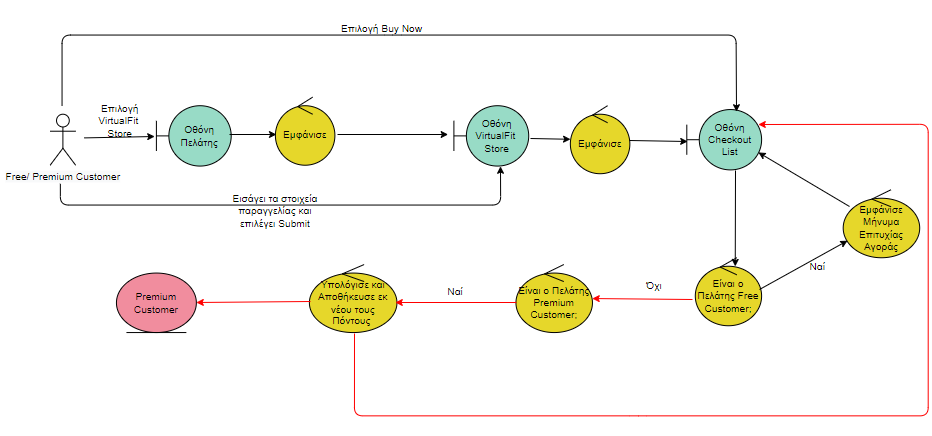 Επιλογή Buy Now
Επιλογή
VirtualFit
Store
Οθόνη
Πελάτης
Εμφάνισε
Οθόνη
VirtualFit
Store
Εμφάνισε
Οθόνη
Checkout
List
Free/ Premium Customer
Εισάγει τα στοιχεία
παραγγελίας και
επιλέγει Submit
Εμφάνισε
Μήνυμα
Επιτυχίας
Αγοράς
Ναί
Premium
Customer
Υπολόγισε και
Αποθήκευσε εκ
νέου τους
Πόντους
Ναί
Είναι ο Πελάτης
Premium
Customer;
Όχι
Είναι ο
Πελάτης Free
Customer;